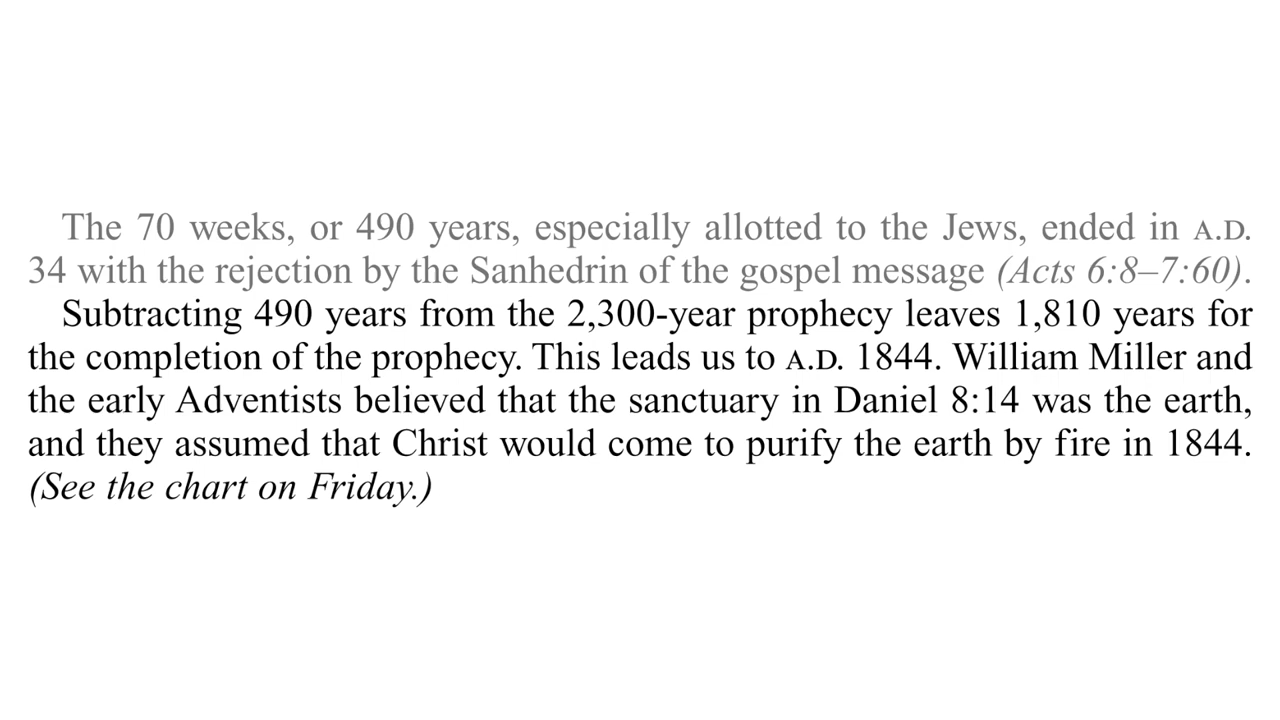 The 70 weeks, or 490 years, especially allotted to the Jews, ended in A.D.
34 with the rejection by the Sanhedrin of the gospel message (Acts 6:8–7:60).
Subtracting 490 years from the 2,300-year prophecy leaves 1,810 years for
the completion of the prophecy. This leads us to A.D. 1844. William Miller and
the early Adventists believed that the sanctuary in Daniel 8:14 was the earth,
and they assumed that Christ would come to purify the earth by fire in 1844.
(See the chart on Friday.)